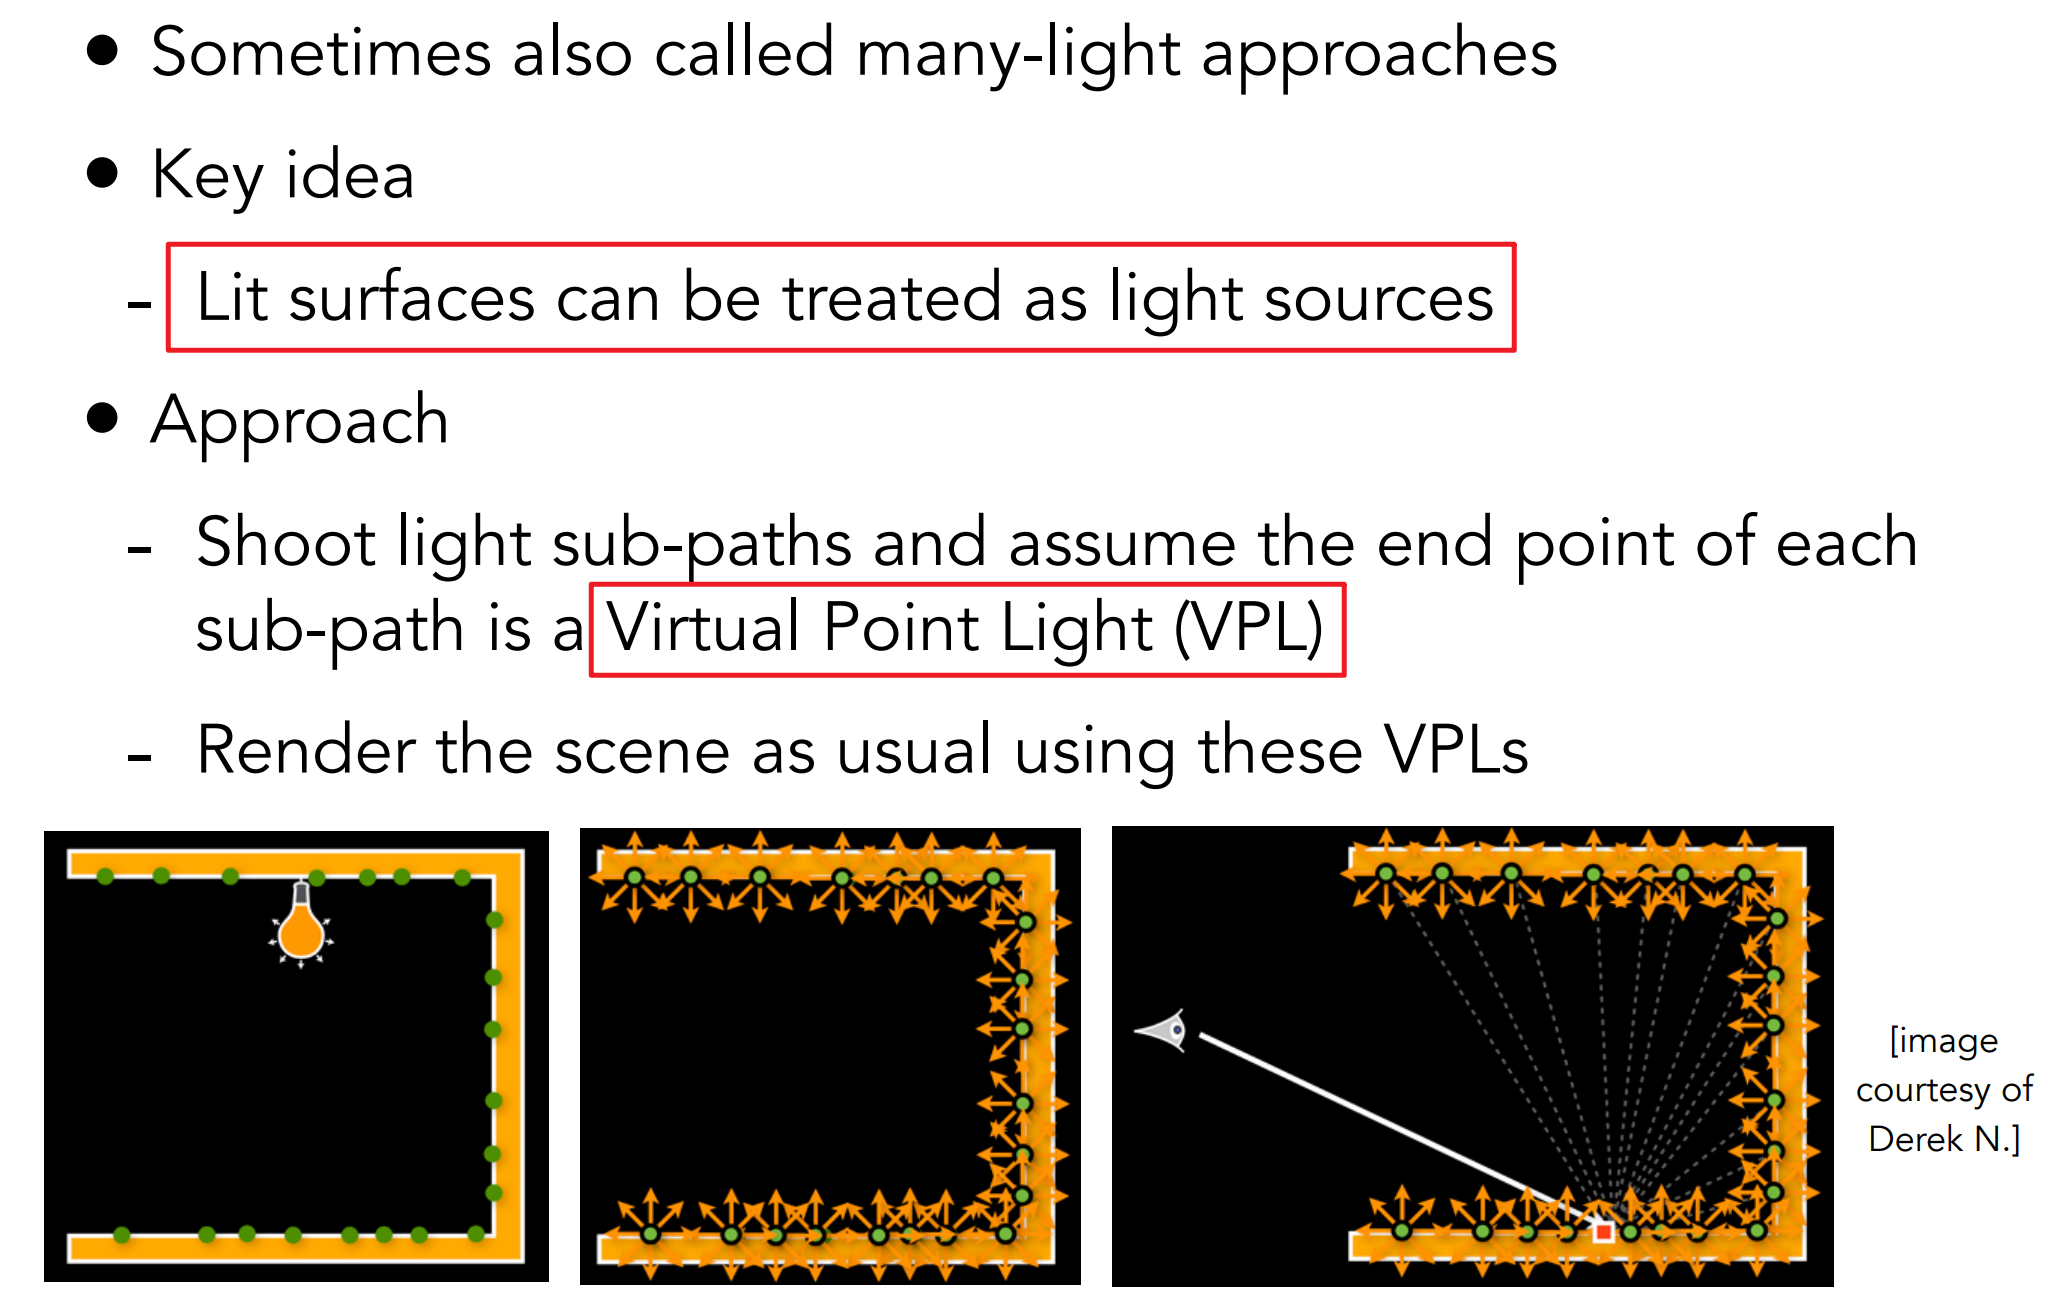 ● Sometimes also called many-light approaches
● Key idea
- Lit surfaces can be treated as light sources
● Approach
- Shoot light sub-paths and assume the end point of each
sub-path is a Virtual Point Light (VPL)
- Render the scene as usual using these VPLs
[image
courtesy of
Derek N.]